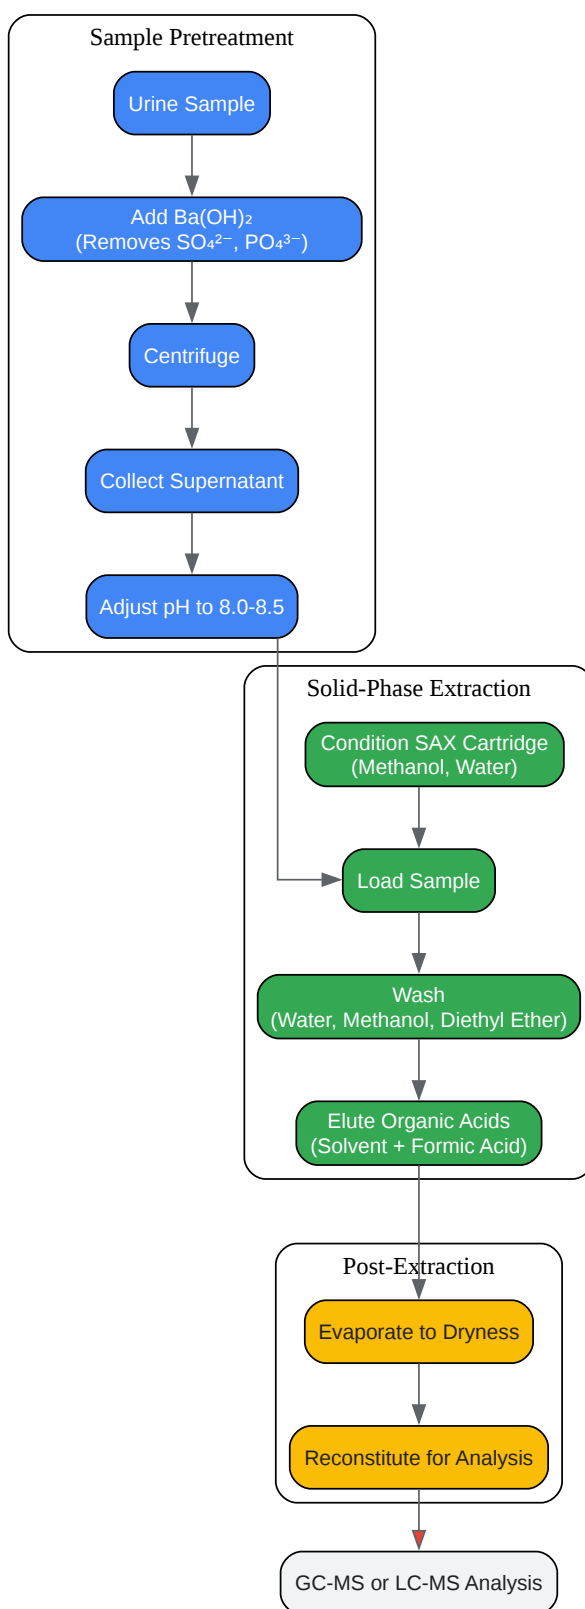 Sample Pretreatment
Urine Sample
Add Ba(OH)₂
(Removes SO₄²⁻, PO₄³⁻)
Centrifuge
Collect Supernatant
Adjust pH to 8.0-8.5
Solid-Phase Extraction
Condition SAX Cartridge
(Methanol, Water)
Load Sample
Wash
(Water, Methanol, Diethyl Ether)
Elute Organic Acids
(Solvent + Formic Acid)
Post-Extraction
Evaporate to Dryness
Reconstitute for Analysis
GC-MS or LC-MS Analysis